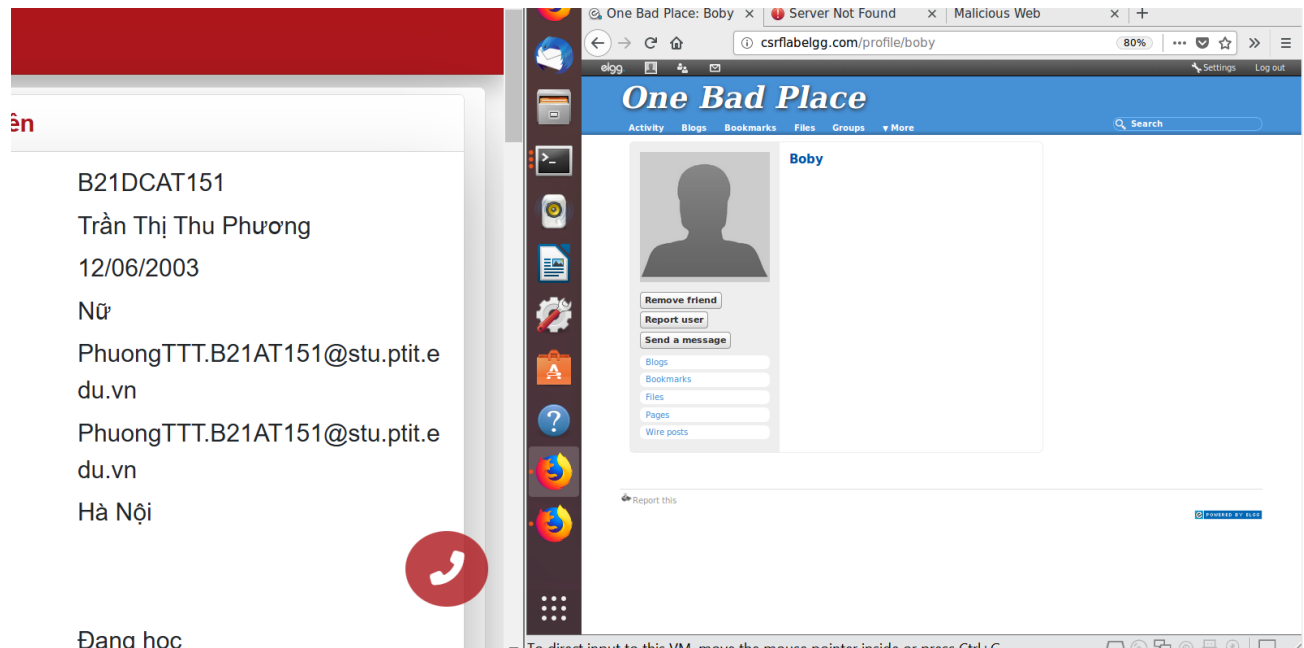 ên
B21DCAT151
Trần Thị Thu Phương
12/06/2003
Nữ
PhuongTTT.B21AT151@stu.ptit.e
du.vn
PhuongTTT.B21AT151@stu.ptit.e
du.vn
Hà Nội
Đang học
One Bad Place: Boby × Server Not Found × Malicious Web × +
csrflabelgg.com/profile/boby 80%
elgg. Settings Log out
One Bad Place
Activity Blogs Bookmarks Files Groups ▾ More Search
Boby
Remove friend
Report user
Send a message
Blogs
Bookmarks
Files
Pages
Wire posts
Report this
POWERED BY ELGG
To direct input to this VM, move the mouse pointer inside or press Ctrl+G.